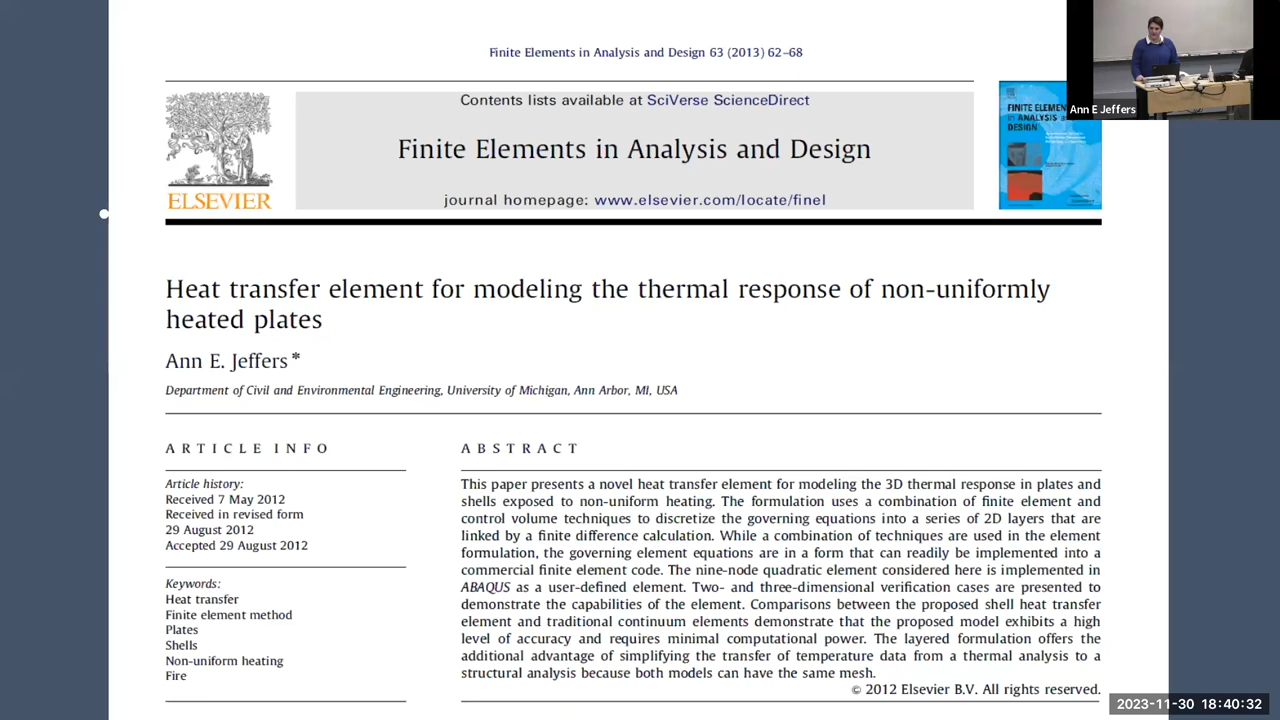 Finite Elements in Analysis and Design 63 (2013) 62–68
Contents lists available at SciVerse ScienceDirect
Finite Elements in Analysis and Design
journal homepage: www.elsevier.com/locate/finel
ELSEVIER
FINITE ELEMEN
IN ANALYSIS
DESIGN
Ann E Jeffers
Heat transfer element for modeling the thermal response of non-uniformly
heated plates
Ann E. Jeffers *
Department of Civil and Environmental Engineering, University of Michigan, Ann Arbor, MI, USA
ARTICLE INFO
Article history:
Received 7 May 2012
Received in revised form
29 August 2012
Accepted 29 August 2012
Keywords:
Heat transfer
Finite element method
Plates
Shells
Non-uniform heating
Fire
ABSTRACT
This paper presents a novel heat transfer element for modeling the 3D thermal response in plates and
shells exposed to non-uniform heating. The formulation uses a combination of finite element and
control volume techniques to discretize the governing equations into a series of 2D layers that are
linked by a finite difference calculation. While a combination of techniques are used in the element
formulation, the governing element equations are in a form that can readily be implemented into a
commercial finite element code. The nine-node quadratic element considered here is implemented in
ABAQUS as a user-defined element. Two- and three-dimensional verification cases are presented to
demonstrate the capabilities of the element. Comparisons between the proposed shell heat transfer
element and traditional continuum elements demonstrate that the proposed model exhibits a high
level of accuracy and requires minimal computational power. The layered formulation offers the
additional advantage of simplifying the transfer of temperature data from a thermal analysis to a
structural analysis because both models can have the same mesh.
© 2012 Elsevier B.V. All rights reserved.
2023-11-30 18:40:32